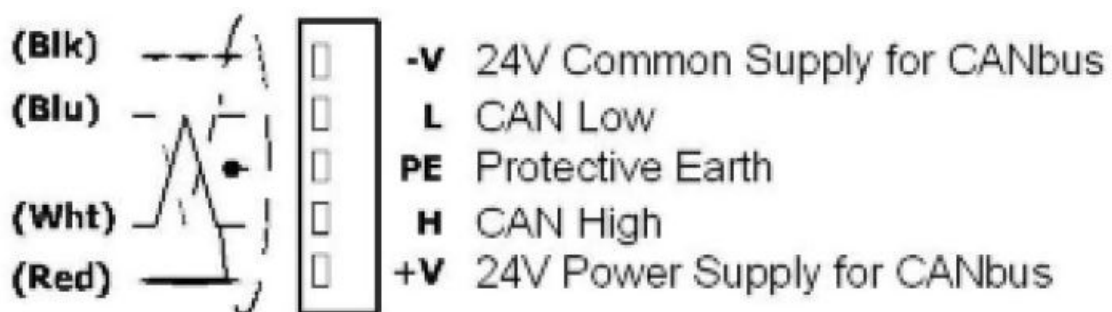 (Blk) -V 24V Common Supply for CANbus
(Blu) L CAN Low
PE Protective Earth
(Wht) H CAN High
(Red) +V 24V Power Supply for CANbus